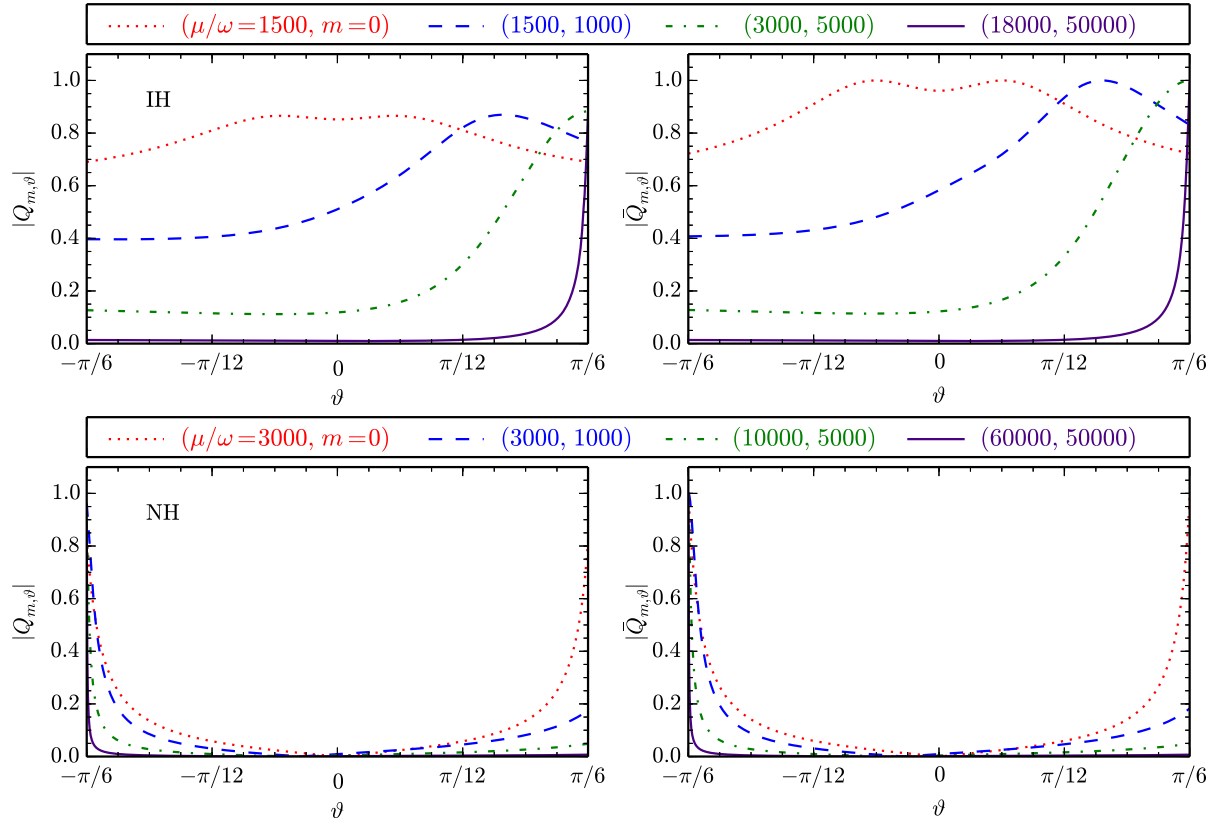 (μ/ω=1500, m=0) (1500, 1000) (3000, 5000) (18000, 50000)
1.0 1.0
IH
0.8 0.8
0.6 0.6
|Q_{m,ϑ}| |Q̄_{m,ϑ}|
0.4 0.4
0.2 0.2
0.0 0.0
−π/6 −π/12 0 π/12 π/6 −π/6 −π/12 0 π/12 π/6
ϑ ϑ
(μ/ω=3000, m=0) (3000, 1000) (10000, 5000) (60000, 50000)
1.0 1.0
NH
0.8 0.8
0.6 0.6
|Q_{m,ϑ}| |Q̄_{m,ϑ}|
0.4 0.4
0.2 0.2
0.0 0.0
−π/6 −π/12 0 π/12 π/6 −π/6 −π/12 0 π/12 π/6
ϑ ϑ